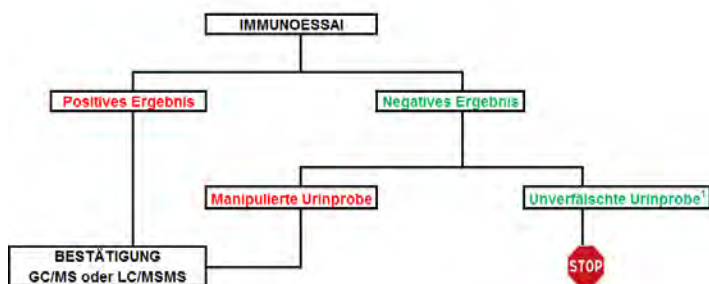 IMMUNOESSAI
Positives Ergebnis
Negatives Ergebnis
Manipulierte Urinprobe
Unverfälschte Urinprobe¹
BESTÄTIGUNG
GC/MS oder LC/MSMS
STOP